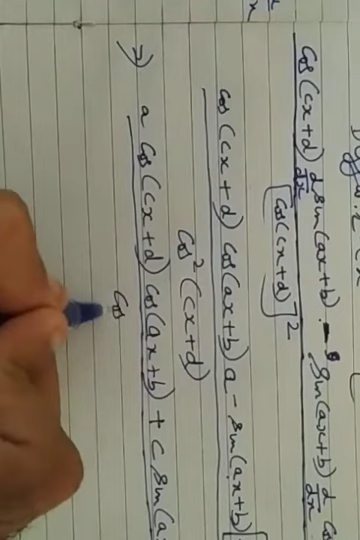 cos(cx+d) d/dx sin(ax+b) - sin(ax+b) d/dx
[cos(cx+d)]²
cos(cx+d) cos(ax+b)a - sin(ax+b)[
cos²(cx+d)
⇒ a cos(cx+d) cos(ax+b) + c sin(a
cos